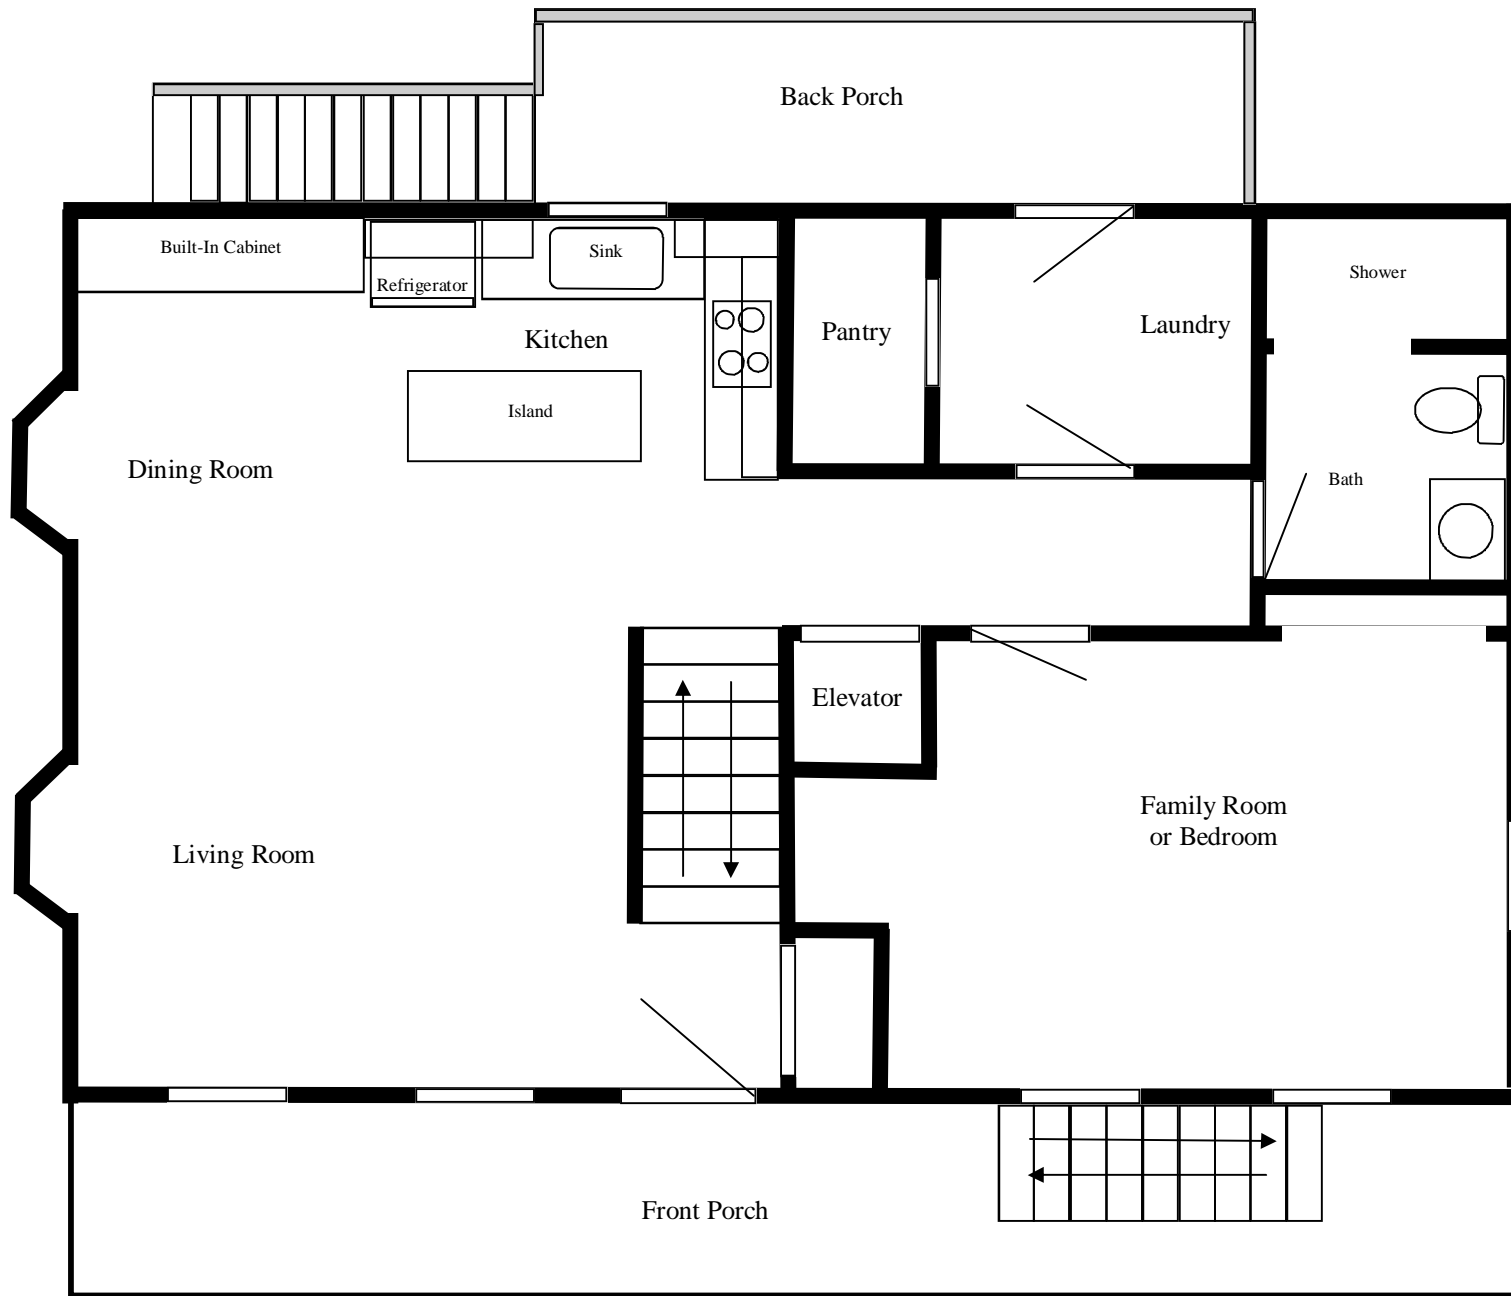 Back Porch
Built-In Cabinet
Sink
Refrigerator
Shower
Kitchen
Pantry
Laundry
Island
Dining Room
Bath
Elevator
Family Room
or Bedroom
Living Room
Front Porch